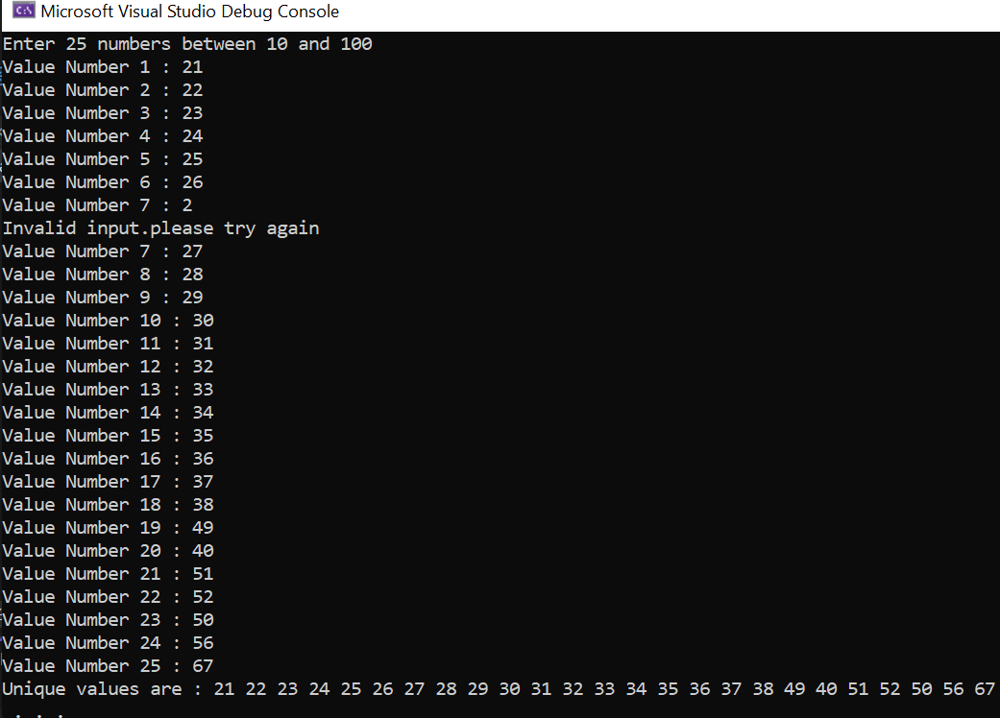 C:\ Microsoft Visual Studio Debug Console
Enter 25 numbers between 10 and 100
Value Number 1 : 21
Value Number 2 : 22
Value Number 3 : 23
Value Number 4 : 24
Value Number 5 : 25
Value Number 6 : 26
Value Number 7 : 2
Invalid input.please try again
Value Number 7 : 27
Value Number 8 : 28
Value Number 9 : 29
Value Number 10 : 30
Value Number 11 : 31
Value Number 12 : 32
Value Number 13 : 33
Value Number 14 : 34
Value Number 15 : 35
Value Number 16 : 36
Value Number 17 : 37
Value Number 18 : 38
Value Number 19 : 49
Value Number 20 : 40
Value Number 21 : 51
Value Number 22 : 52
Value Number 23 : 50
Value Number 24 : 56
Value Number 25 : 67
Unique values are : 21 22 23 24 25 26 27 28 29 30 31 32 33 34 35 36 37 38 49 40 51 52 50 56 67